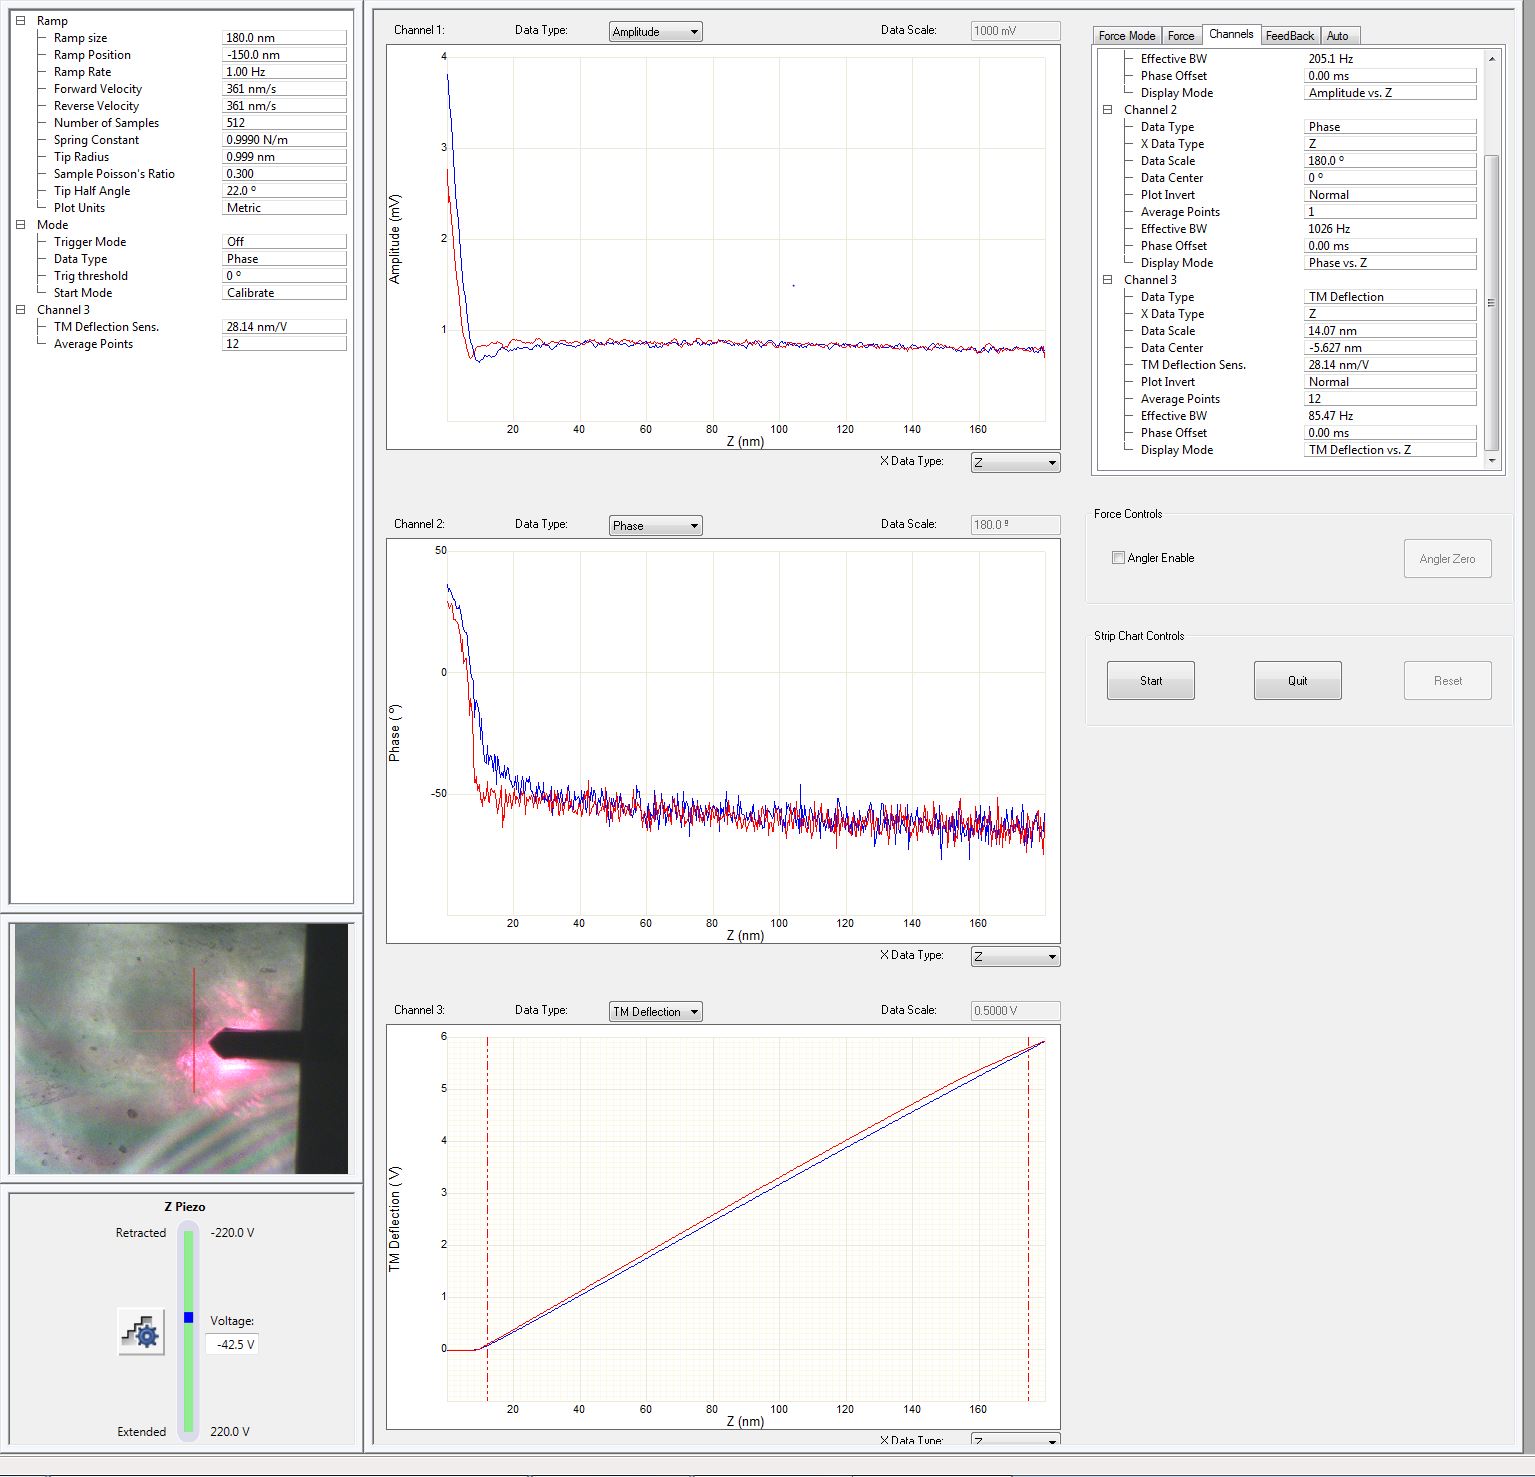 Ramp
Ramp size 180.0 nm
Ramp Position -150.0 nm
Ramp Rate 1.00 Hz
Forward Velocity 361 nm/s
Reverse Velocity 361 nm/s
Number of Samples 512
Spring Constant 0.9990 N/m
Tip Radius 0.999 nm
Sample Poisson's Ratio 0.300
Tip Half Angle 22.0 º
Plot Units Metric
Mode
Trigger Mode Off
Data Type Phase
Trig threshold 0 º
Start Mode Calibrate
Channel 3
TM Deflection Sens. 28.14 nm/V
Average Points 12
Z Piezo
Retracted -220.0 V
Voltage:
-42.5 V
Extended 220.0 V
Channel 1: Data Type: Amplitude Data Scale: 1000 mV
4
3
2
1
Amplitude (mV)
20 40 60 80 100 120 140 160
Z (nm)
X Data Type: Z
Channel 2: Data Type: Phase Data Scale: 180.0 º
50
0
-50
Phase ( º)
20 40 60 80 100 120 140 160
Z (nm)
X Data Type: Z
Channel 3: Data Type: TM Deflection Data Scale: 0.5000 V
6
5
4
3
2
1
0
TM Deflection ( V)
20 40 60 80 100 120 140 160
Z (nm)
X Data Type: Z
Force Mode Force Channels FeedBack Auto
Effective BW 205.1 Hz
Phase Offset 0.00 ms
Display Mode Amplitude vs. Z
Channel 2
Data Type Phase
X Data Type Z
Data Scale 180.0 º
Data Center 0 º
Plot Invert Normal
Average Points 1
Effective BW 1026 Hz
Phase Offset 0.00 ms
Display Mode Phase vs. Z
Channel 3
Data Type TM Deflection
X Data Type Z
Data Scale 14.07 nm
Data Center -5.627 nm
TM Deflection Sens. 28.14 nm/V
Plot Invert Normal
Average Points 12
Effective BW 85.47 Hz
Phase Offset 0.00 ms
Display Mode TM Deflection vs. Z
Force Controls
Angler Enable Angler Zero
Strip Chart Controls
Start Quit Reset